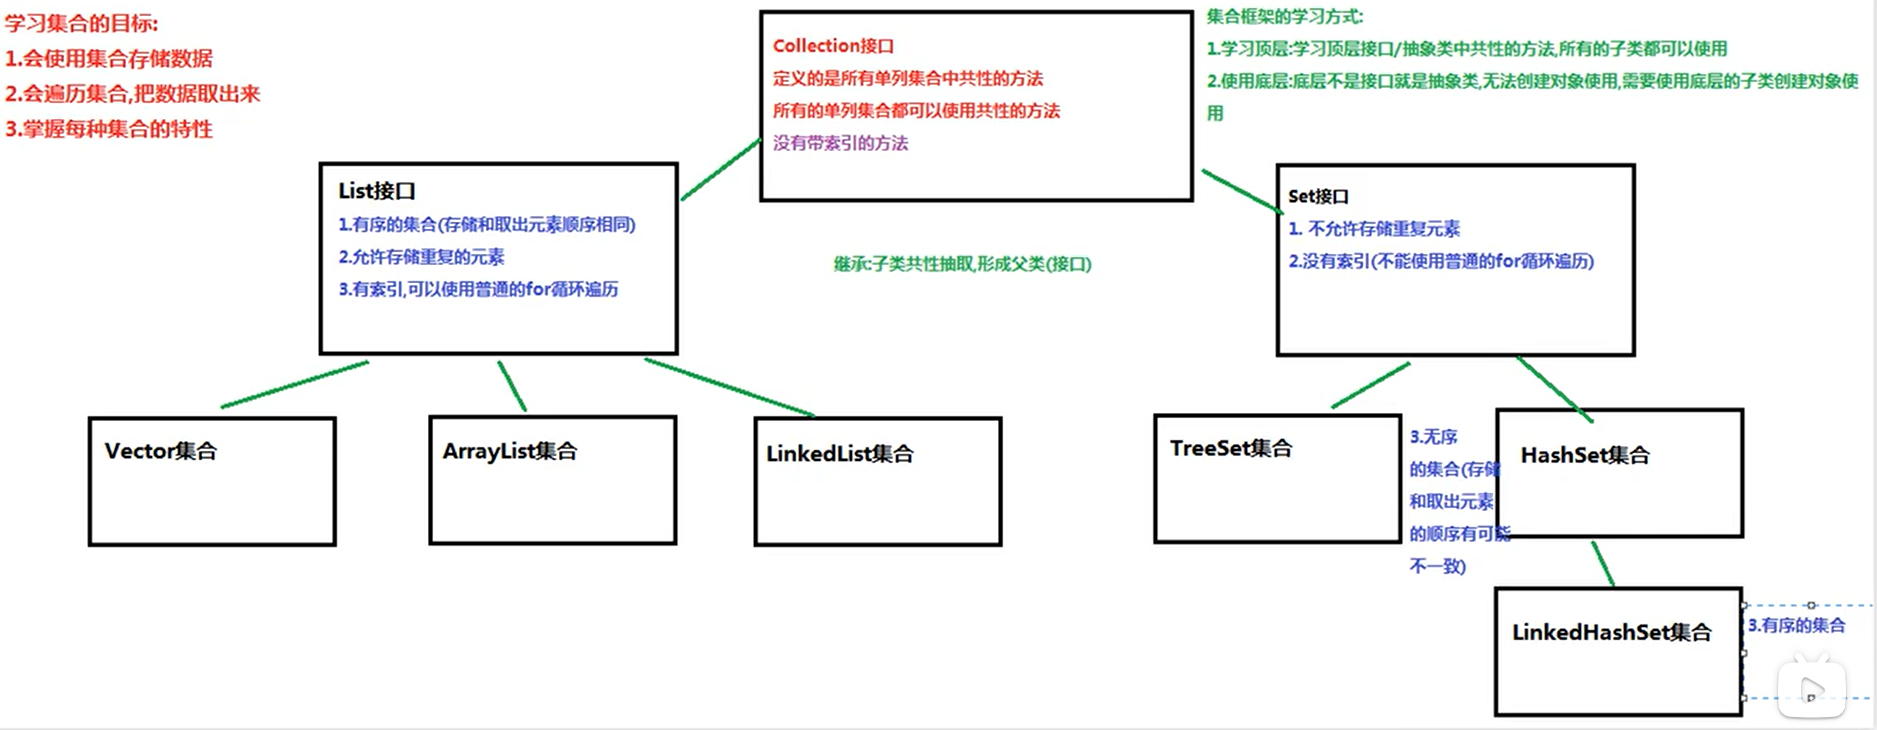 学习集合的目标:
1.会使用集合存储数据
2.会遍历集合,把数据取出来
3.掌握每种集合的特性
Collection接口
定义的是所有单列集合中共性的方法
所有的单列集合都可以使用共性的方法
没有带索引的方法
集合框架的学习方式:
1.学习顶层:学习顶层接口/抽象类中共性的方法,所有的子类都可以使用
2.使用底层:底层不是接口就是抽象类,无法创建对象使用,需要使用底层的子类创建对象使
用
List接口
1.有序的集合(存储和取出元素顺序相同)
2.允许存储重复的元素
3.有索引,可以使用普通的for循环遍历
继承:子类共性抽取,形成父类(接口)
Set接口
1. 不允许存储重复元素
2.没有索引(不能使用普通的for循环遍历)
Vector集合
ArrayList集合
LinkedList集合
TreeSet集合
3.无序
的集合(存储
和取出元素
的顺序有可能
不一致)
HashSet集合
LinkedHashSet集合
3.有序的集合